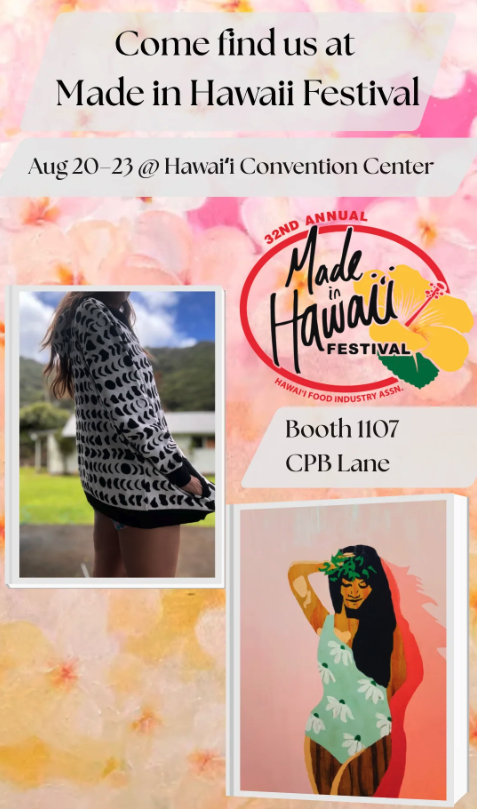 Come find us at
Made in Hawaii Festival
Aug 20–23 @ Hawaiʻi Convention Center
32ND ANNUAL
Made
in
Hawaiʻi
FESTIVAL
HAWAIʻI FOOD INDUSTRY ASSN.
Booth 1107
CPB Lane